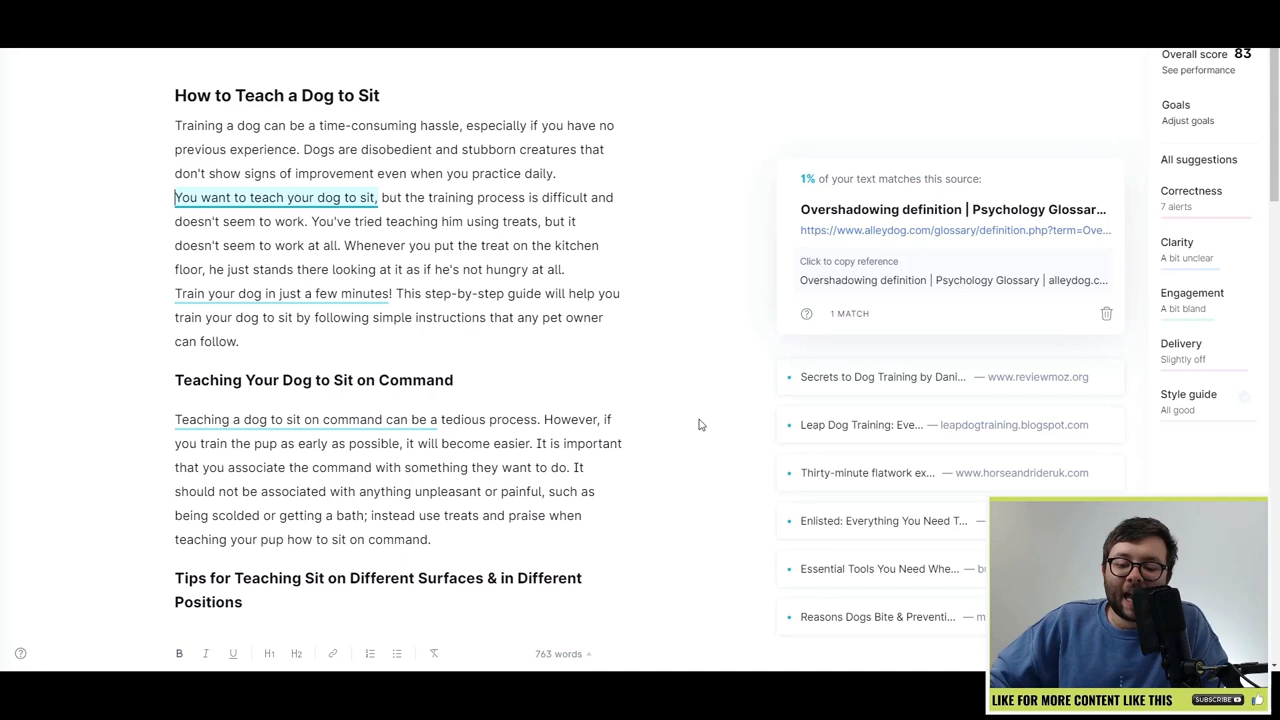 How to Teach a Dog to Sit
Training a dog can be a time-consuming hassle, especially if you have no
previous experience. Dogs are disobedient and stubborn creatures that
don't show signs of improvement even when you practice daily.
You want to teach your dog to sit, but the training process is difficult and
doesn't seem to work. You've tried teaching him using treats, but it
doesn't seem to work at all. Whenever you put the treat on the kitchen
floor, he just stands there looking at it as if he's not hungry at all.
Train your dog in just a few minutes! This step-by-step guide will help you
train your dog to sit by following simple instructions that any pet owner
can follow.
Teaching Your Dog to Sit on Command
Teaching a dog to sit on command can be a tedious process. However, if
you train the pup as early as possible, it will become easier. It is important
that you associate the command with something they want to do. It
should not be associated with anything unpleasant or painful, such as
being scolded or getting a bath; instead use treats and praise when
teaching your pup how to sit on command.
Tips for Teaching Sit on Different Surfaces & in Different
Positions
B I U H1 H2
763 words
1% of your text matches this source:
Overshadowing definition | Psychology Glossar...
https://www.alleydog.com/glossary/definition.php?term=Ove...
Click to copy reference
Overshadowing definition | Psychology Glossary | alleydog.c...
1 MATCH
Secrets to Dog Training by Dani... — www.reviewmoz.org
Leap Dog Training: Eve... — leapdogtraining.blogspot.com
Thirty-minute flatwork ex... — www.horseandrideruk.com
Enlisted: Everything You Need T... —
Essential Tools You Need Whe... — b
Reasons Dogs Bite & Preventi... — m
Overall score 83
See performance
Goals
Adjust goals
All suggestions
Correctness
7 alerts
Clarity
A bit unclear
Engagement
A bit bland
Delivery
Slightly off
Style guide
All good
LIKE FOR MORE CONTENT LIKE THIS
SUBSCRIBE